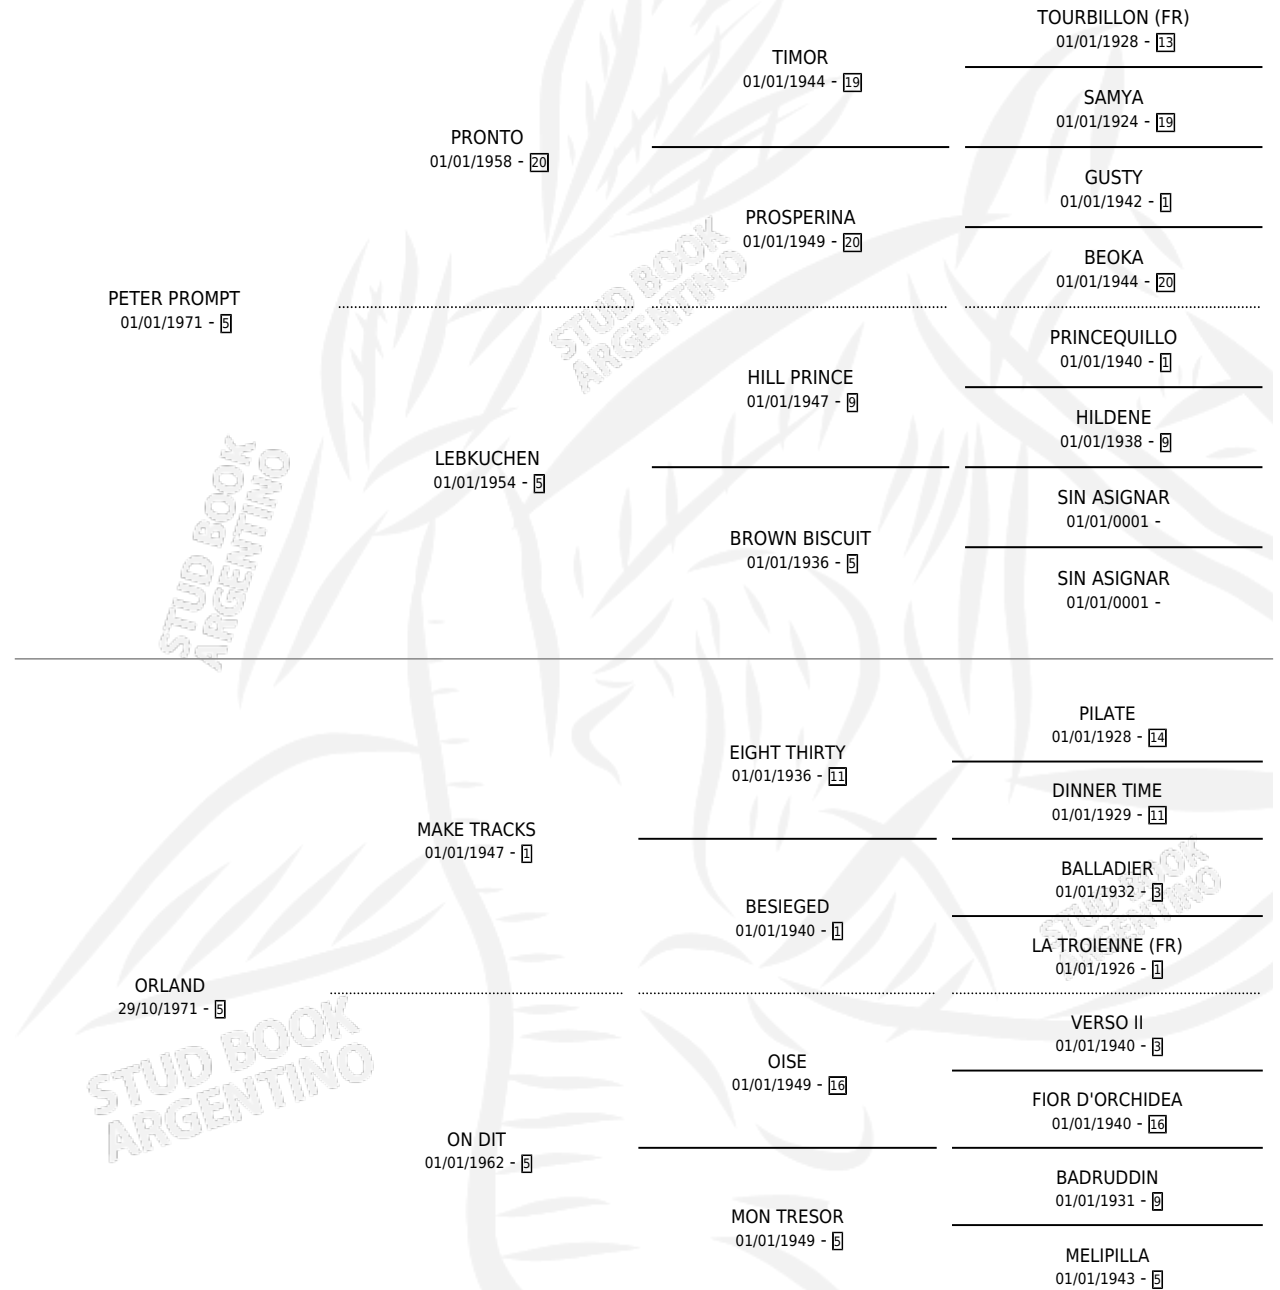 TOURBILLON (FR)
01/01/1928 - 13
TIMOR
01/01/1944 - 19
SAMYA
01/01/1924 - 19
PRONTO
01/01/1958 - 20
GUSTY
01/01/1942 - 1
PROSPERINA
01/01/1949 - 20
BEOKA
01/01/1944 - 20
PETER PROMPT
01/01/1971 - 5
STUD BOOK
ARGENTINO
PRINCEQUILLO
01/01/1940 - 1
HILL PRINCE
01/01/1947 - 9
HILDENE
01/01/1938 - 9
LEBKUCHEN
01/01/1954 - 5
SIN ASIGNAR
01/01/0001 -
BROWN BISCUIT
01/01/1936 - 5
SIN ASIGNAR
01/01/0001 -
STUD BOOK
ARGENTINO
PILATE
01/01/1928 - 14
EIGHT THIRTY
01/01/1936 - 11
DINNER TIME
01/01/1929 - 11
MAKE TRACKS
01/01/1947 - 1
BALLADIER
01/01/1932 - 3
BESIEGED
01/01/1940 - 1
STUD BOOK
ARGENTINO
LA TROIENNE (FR)
01/01/1926 - 1
ORLAND
29/10/1971 - 5
VERSO II
01/01/1940 - 3
OISE
01/01/1949 - 16
FIOR D'ORCHIDEA
01/01/1940 - 16
STUD BOOK
ARGENTINO
ON DIT
01/01/1962 - 5
BADRUDDIN
01/01/1931 - 9
MON TRESOR
01/01/1949 - 5
MELIPILLA
01/01/1943 - 5